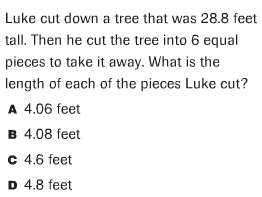 Luke cut down a tree that was 28.8 feet
tall. Then he cut the tree into 6 equal
pieces to take it away. What is the
length of each of the pieces Luke cut?
A 4.06 feet
B 4.08 feet
C 4.6 feet
D 4.8 feet